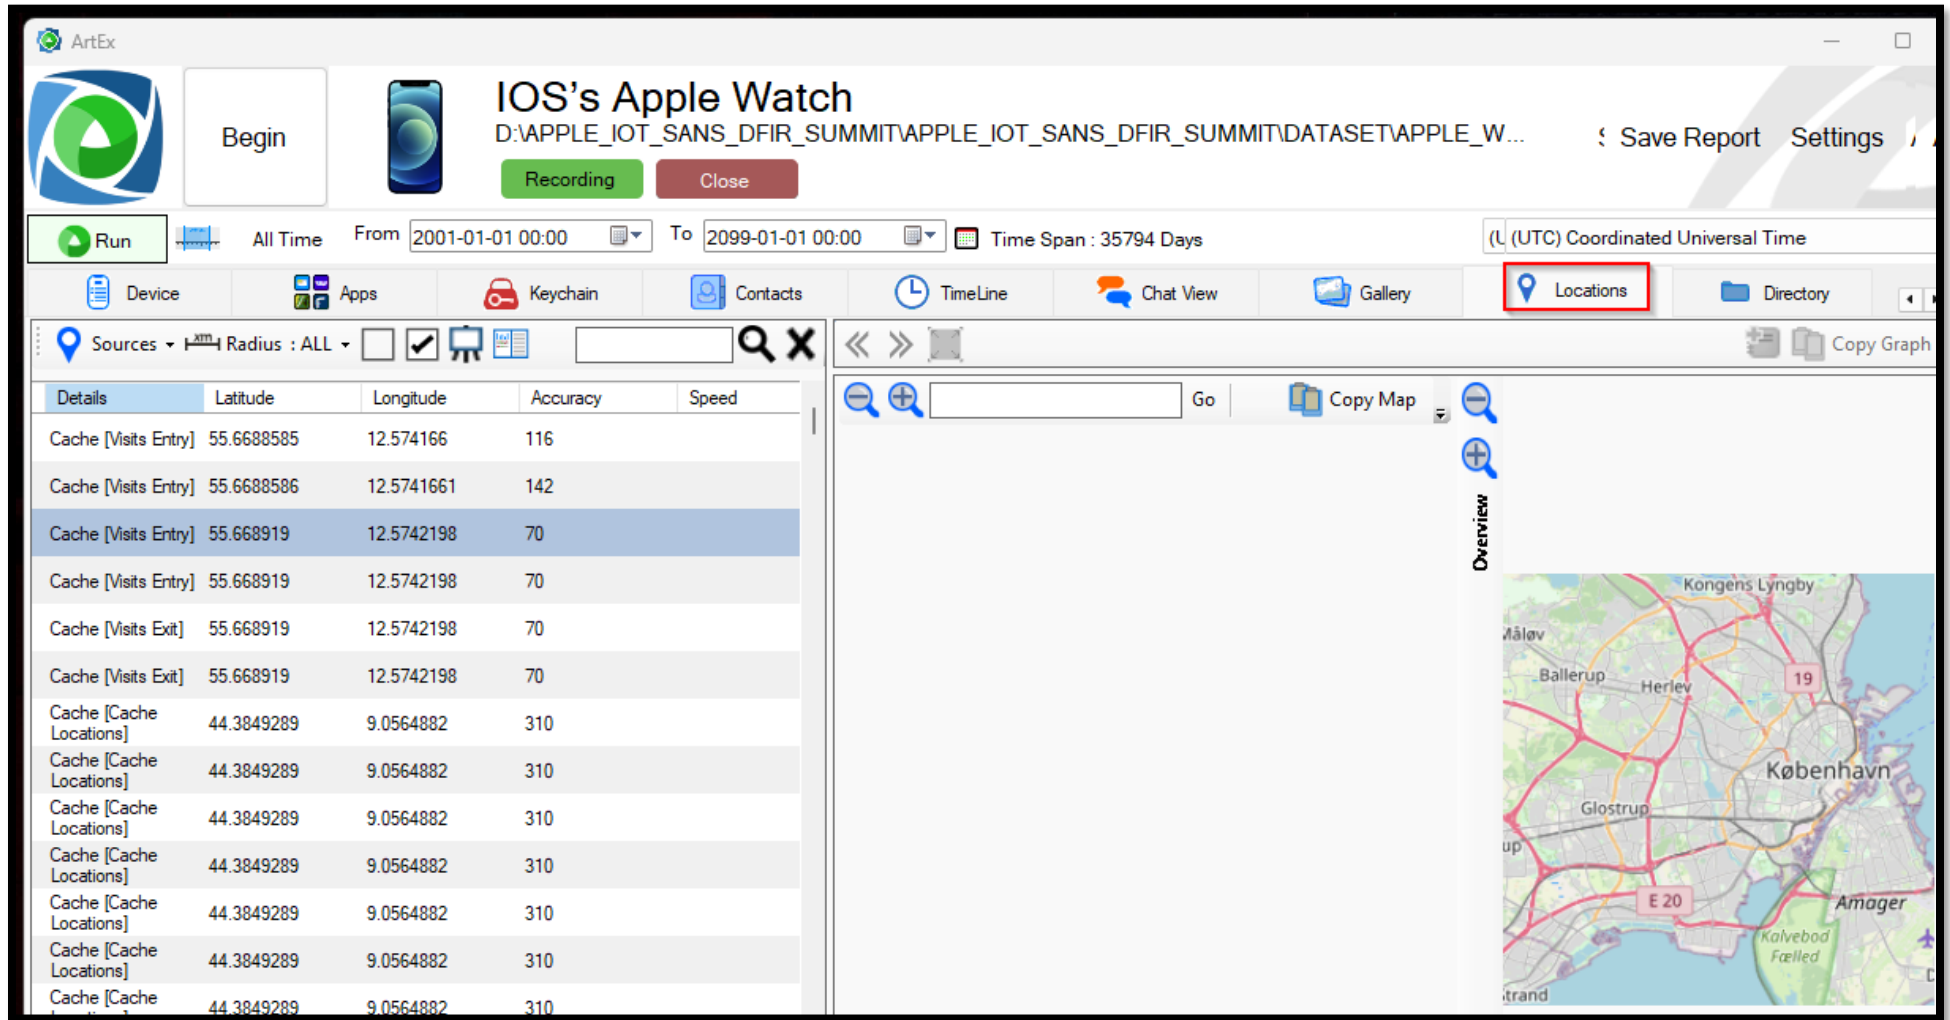 ArtEx
IOS's Apple Watch
D:\APPLE_IOT_SANS_DFIR_SUMMIT\APPLE_IOT_SANS_DFIR_SUMMIT\DATASET\APPLE_W...
Begin
Save Report Settings
Recording Close
Run All Time From 2001-01-01 00:00 To 2099-01-01 00:00 Time Span : 35794 Days (UTC) Coordinated Universal Time
Device Apps Keychain Contacts TimeLine Chat View Gallery Locations Directory
Sources Radius : ALL Copy Graph
Details Latitude Longitude Accuracy Speed
Go Copy Map
Cache [Visits Entry] 55.6688585 12.574166 116
Cache [Visits Entry] 55.6688586 12.5741661 142
Cache [Visits Entry] 55.668919 12.5742198 70
Cache [Visits Entry] 55.668919 12.5742198 70
Cache [Visits Exit] 55.668919 12.5742198 70
Cache [Visits Exit] 55.668919 12.5742198 70
Cache [Cache
Locations] 44.3849289 9.0564882 310
Cache [Cache
Locations] 44.3849289 9.0564882 310
Cache [Cache
Locations] 44.3849289 9.0564882 310
Cache [Cache
Locations] 44.3849289 9.0564882 310
Cache [Cache
Locations] 44.3849289 9.0564882 310
Cache [Cache
Locations] 44.3849289 9.0564882 310
Cache [Cache
44.3849289 9.0564882 310
Overview
Kongens Lyngby
Måløv
Ballerup
Herlev
19
København
Glostrup
up
E 20
Amager
Kalvebod
Fælled
trand